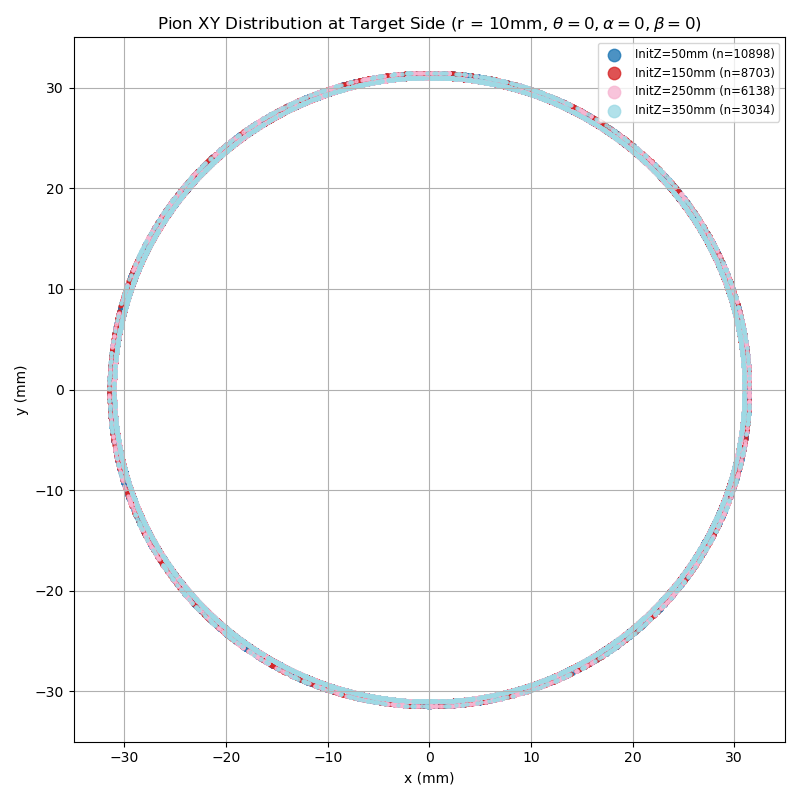 Pion XY Distribution at Target Side (r = 10mm, θ = 0, α = 0, β = 0)
InitZ=50mm (n=10898)
InitZ=150mm (n=8703)
InitZ=250mm (n=6138)
InitZ=350mm (n=3034)
30
20
10
0
−10
−20
−30
y (mm)
−30 −20 −10 0 10 20 30
x (mm)